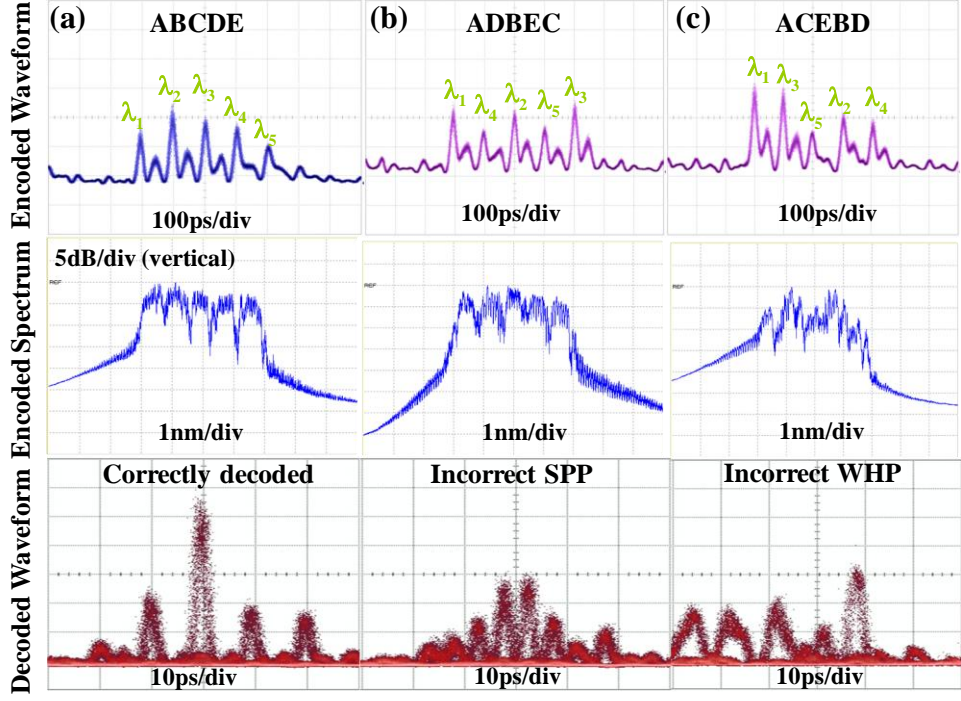 (a) ABCDE
(b) ADBEC
(c) ACEBD
Encoded Waveform
λ1 λ2 λ3 λ4 λ5
λ1 λ4 λ2 λ5 λ3
λ1 λ3 λ5 λ2 λ4
100ps/div
100ps/div
100ps/div
Encoded Spectrum
5dB/div (vertical)
REF
REF
REF
1nm/div
1nm/div
1nm/div
Decoded Waveform
Correctly decoded
Incorrect SPP
Incorrect WHP
10ps/div
10ps/div
10ps/div